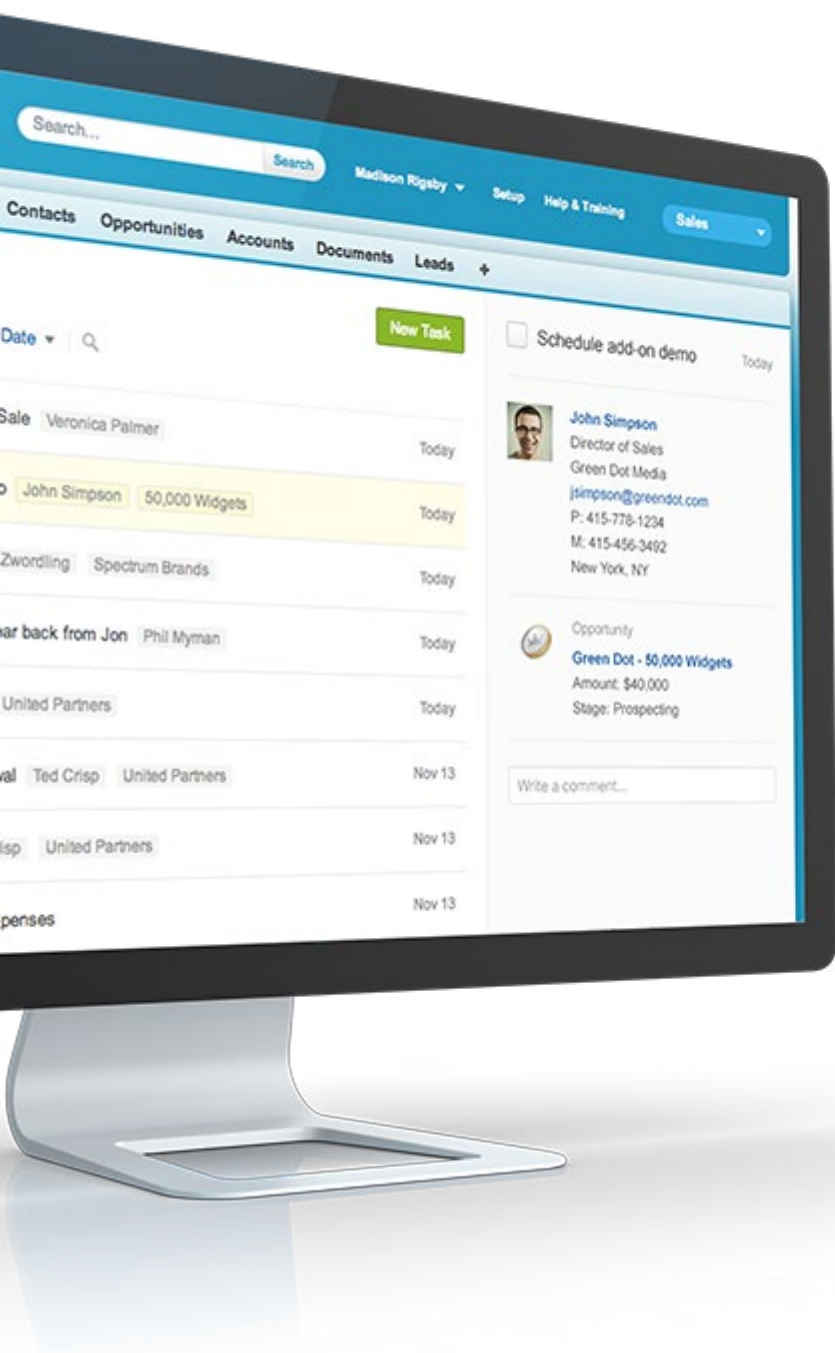 Search...
Search
Madison Rigsby
Setup
Help & Training
Sales
Contacts
Opportunities
Accounts
Documents
Leads
+
Date
New Task
Sale Veronica Palmer
Today
John Simpson 50,000 Widgets
Today
Zwordling Spectrum Brands
Today
ear back from Jon Phil Myman
Today
United Partners
Today
val Ted Crisp United Partners
Nov 13
isp United Partners
Nov 13
penses
Nov 13
Schedule add-on demo
Today
John Simpson
Director of Sales
Green Dot Media
jsimpson@greendot.com
P: 415-778-1234
M: 415-456-3492
New York, NY
Opportunity
Green Dot - 50,000 Widgets
Amount: $40,000
Stage: Prospecting
Write a comment...